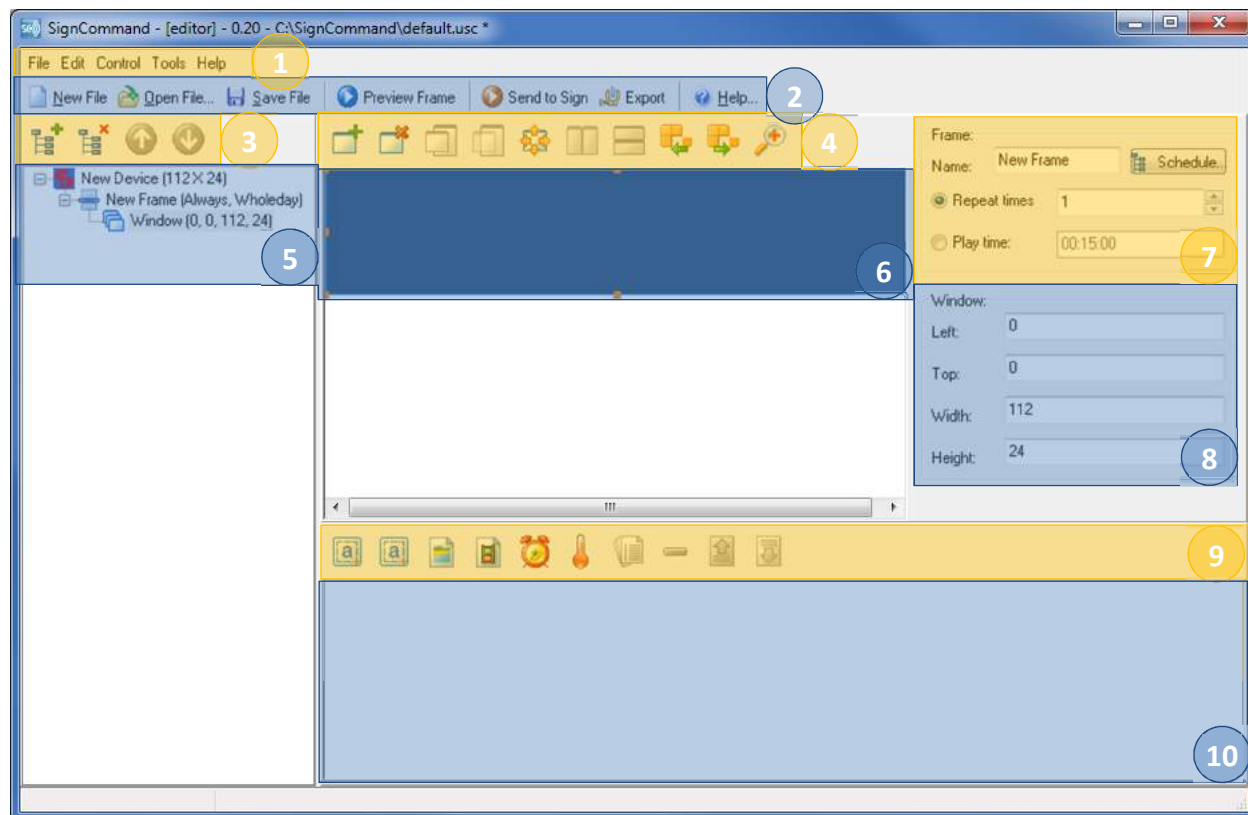 SignCommand - [editor] - 0.20 - C:\SignCommand\default.usc *
File Edit Control Tools Help
1
New File Open File... Save File Preview Frame Send to Sign Export Help...
2
3
4
New Device (112X24)
New Frame (Always, Wholeday)
Window (0, 0, 112, 24)
5
6
Frame:
Name: New Frame Schedule..
Repeat times 1
Play time: 00:15:00
7
Window:
Left: 0
Top: 0
Width: 112
Height: 24
8
a a
9
10